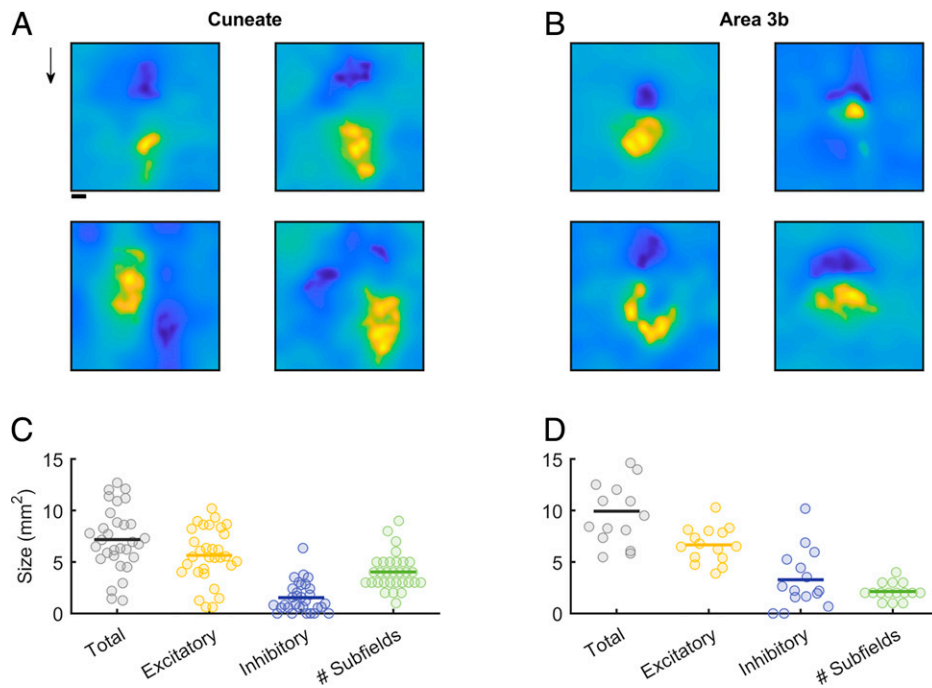 A
Cuneate
B
Area 3b
C
15
10
5
0
Size (mm²)
Total
Excitatory
Inhibitory
# Subfields
D
15
10
5
0
Total
Excitatory
Inhibitory
# Subfields